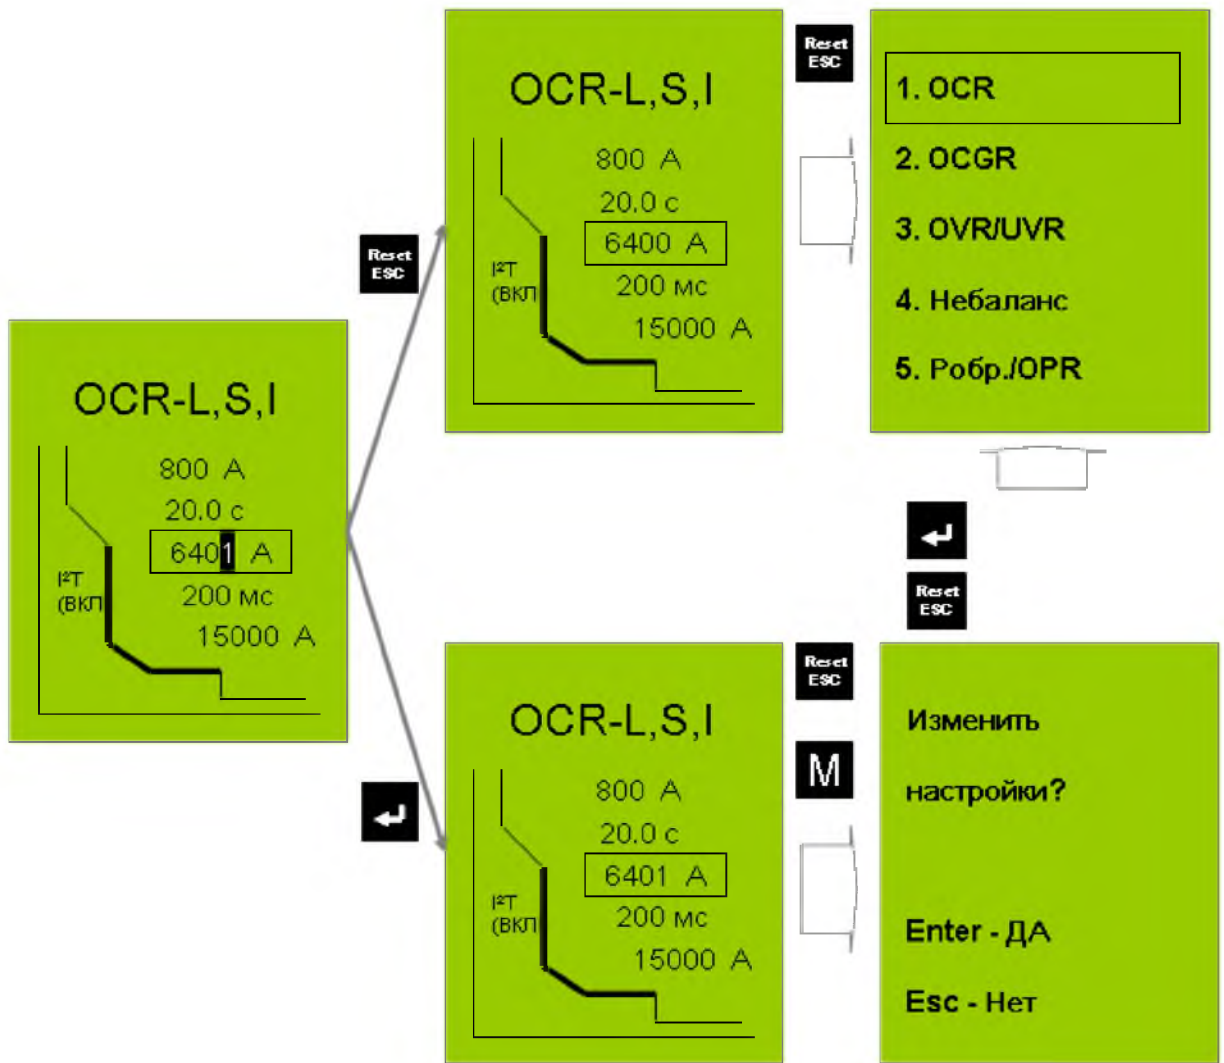 OCR-L,S,I
800 A
20.0 c
6401 A
I²T
(ВКЛ
200 мс
15000 A
Reset
ESC
OCR-L,S,I
800 A
20.0 c
6400 A
I²T
(ВКЛ
200 мс
15000 A
Reset
ESC
1. OCR
2. OCGR
3. OVR/UVR
4. Небаланс
5. Робр./OPR
Reset
ESC
OCR-L,S,I
800 A
20.0 c
6401 A
I²T
(ВКЛ
200 мс
15000 A
Reset
ESC
M
Изменить
настройки?
Enter - ДА
Esc - Нет